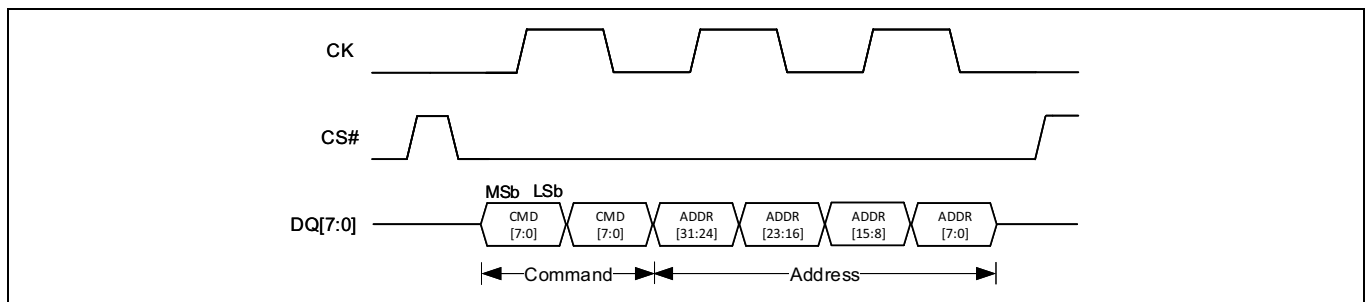 CK
CS#
MSb LSb
DQ[7:0]
CMD CMD ADDR ADDR ADDR ADDR
[7:0] [7:0] [31:24] [23:16] [15:8] [7:0]
Command Address